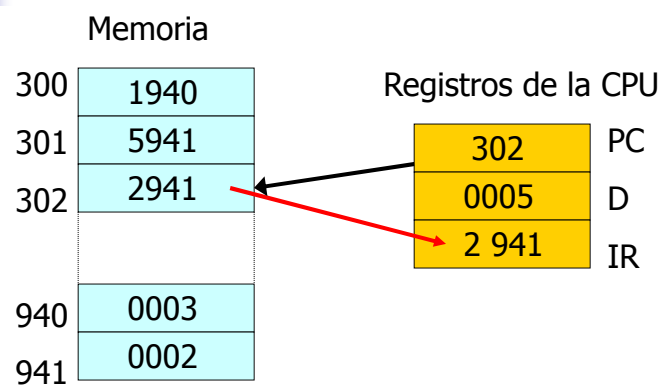 Memoria
300 1940
301 5941
302 2941
940 0003
941 0002
Registros de la CPU
302 PC
0005 D
2 941 IR